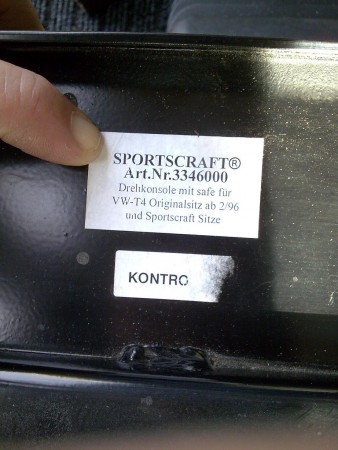 SPORTSCRAFT®
Art.Nr.3346000
Drehkonsole mit safe für
VW-T4 Originalsitz ab 2/96
und Sportscraft Sitze
KONTRO